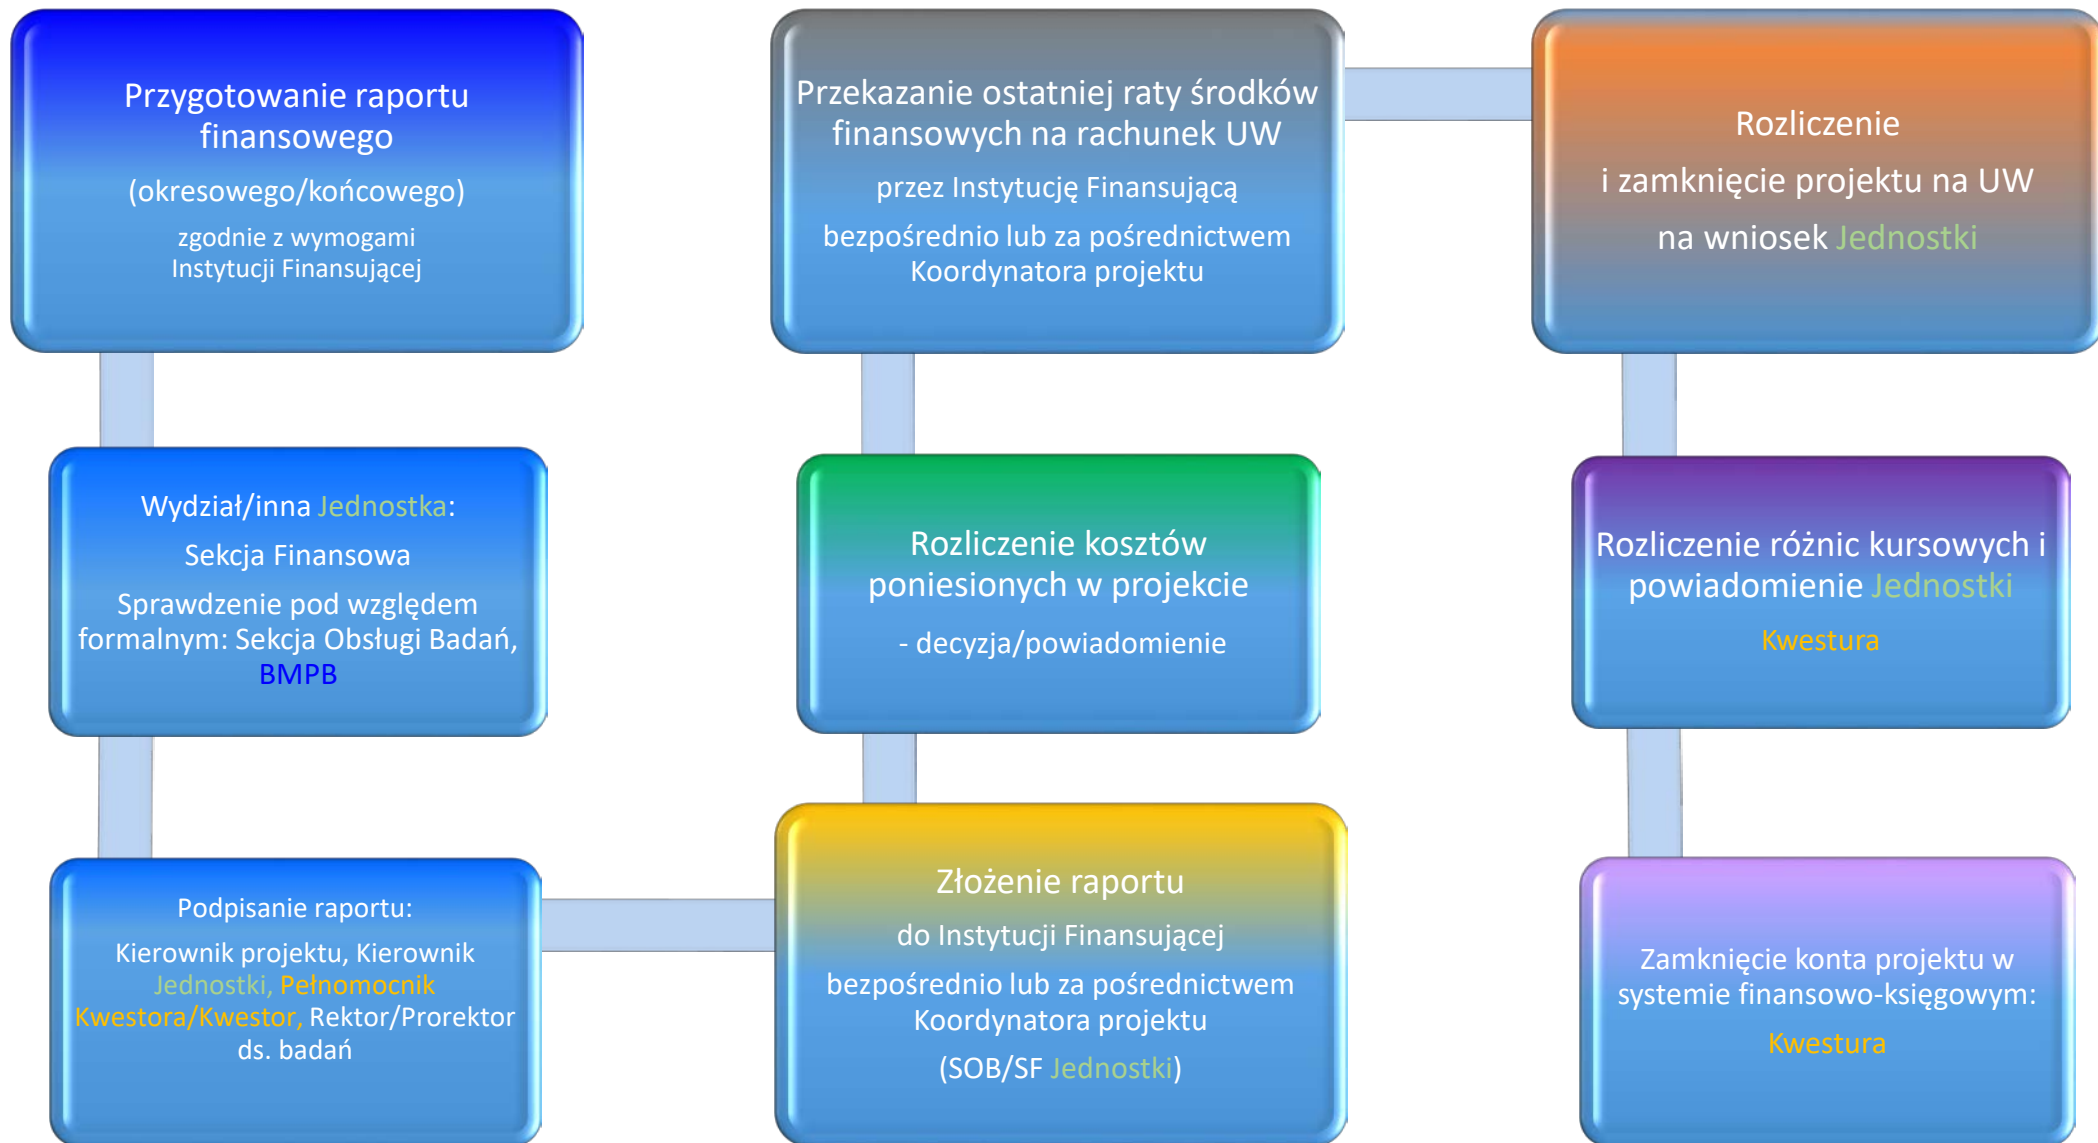 Przygotowanie raportu
finansowego
(okresowego/końcowego)
zgodnie z wymogami
Instytucji Finansującej
Wydział/inna Jednostka:
Sekcja Finansowa
Sprawdzenie pod względem
formalnym: Sekcja Obsługi Badań,
BMPB
Podpisanie raportu:
Kierownik projektu, Kierownik
Jednostki, Pełnomocnik
Kwestora/Kwestor, Rektor/Prorektor
ds. badań
Złożenie raportu
do Instytucji Finansującej
bezpośrednio lub za pośrednictwem
Koordynatora projektu
(SOB/SF Jednostki)
Rozliczenie kosztów
poniesionych w projekcie
- decyzja/powiadomienie
Przekazanie ostatniej raty środków
finansowych na rachunek UW
przez Instytucję Finansującą
bezpośrednio lub za pośrednictwem
Koordynatora projektu
Rozliczenie
i zamknięcie projektu na UW
na wniosek Jednostki
Rozliczenie różnic kursowych i
powiadomienie Jednostki
Kwestura
Zamknięcie konta projektu w
systemie finansowo-księgowym:
Kwestura